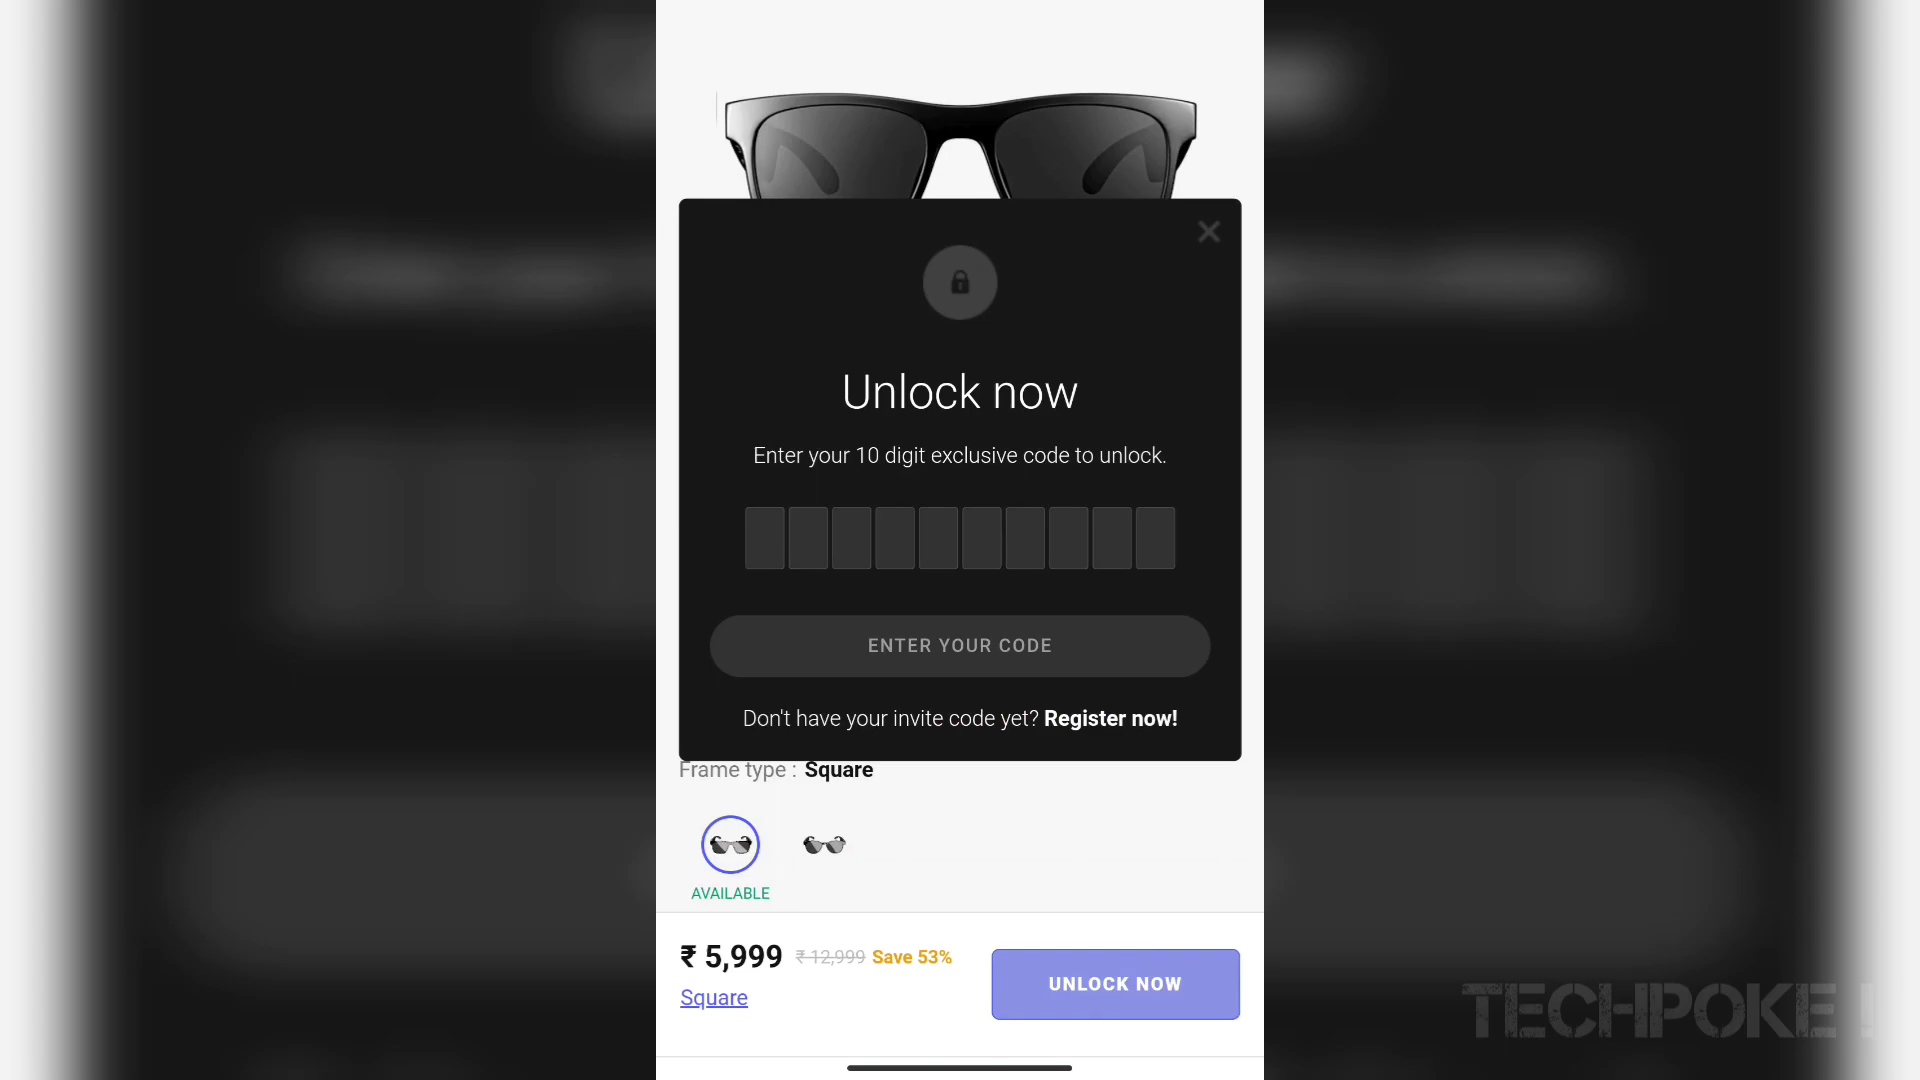 Unlock now
Enter your 10 digit exclusive code to unlock.
ENTER YOUR CODE
Don't have your invite code yet? Register now!
Frame type : Square
AVAILABLE
₹ 5,999 ₹ 12,999 Save 53%
Square
UNLOCK NOW
TECHPOKE !